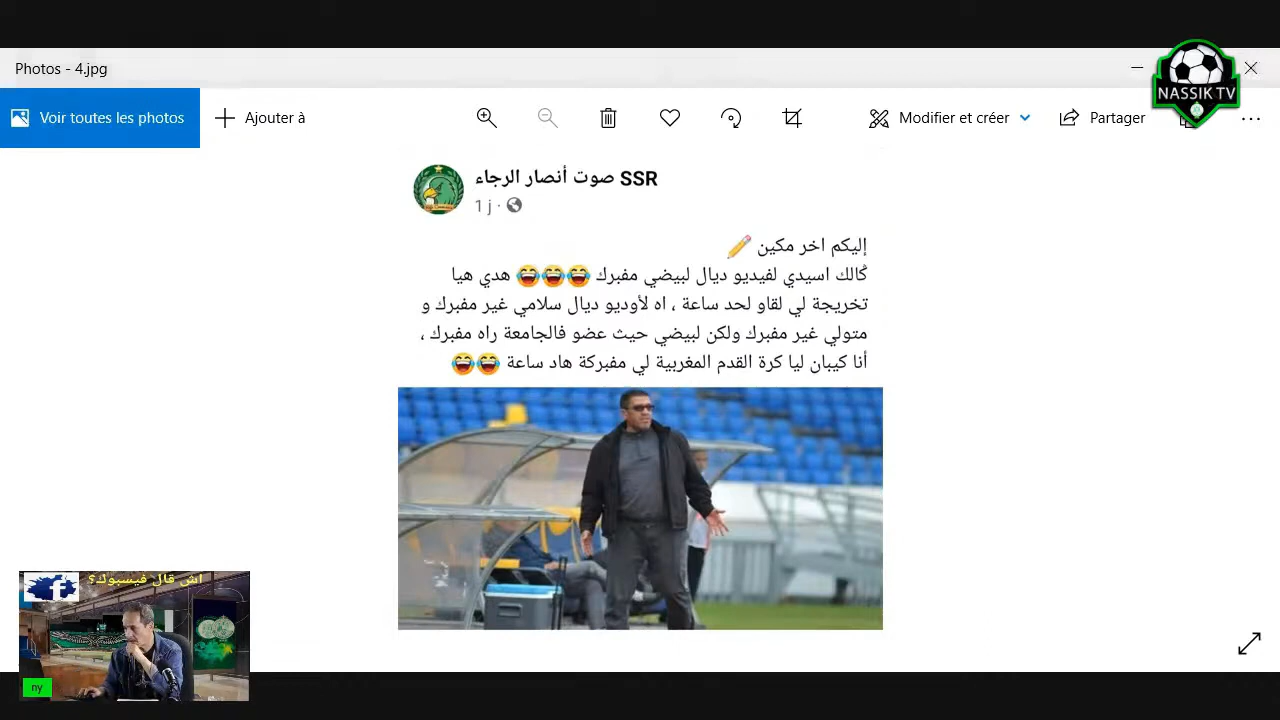 Photos - 4.jpg
NASSIK TV
Voir toutes les photos
Ajouter à
Modifier et créer
Partager
صوت أنصار الرجاء SSR
1 j
إليكم اخر مكين
ݣالك اسيدي لفيديو ديال لبيضي مفبرك 😂😂😂 هدي هيا
تخريجة لي لقاو لحد ساعة ، اه لأوديو ديال سلامي غير مفبرك و
متولي غير مفبرك ولكن لبيضي حيث عضو فالجامعة راه مفبرك ،
أنا كيبان ليا كرة القدم المغربية لي مفبركة هاد ساعة 😂😂
اش قال فيسبوك؟
f
ny